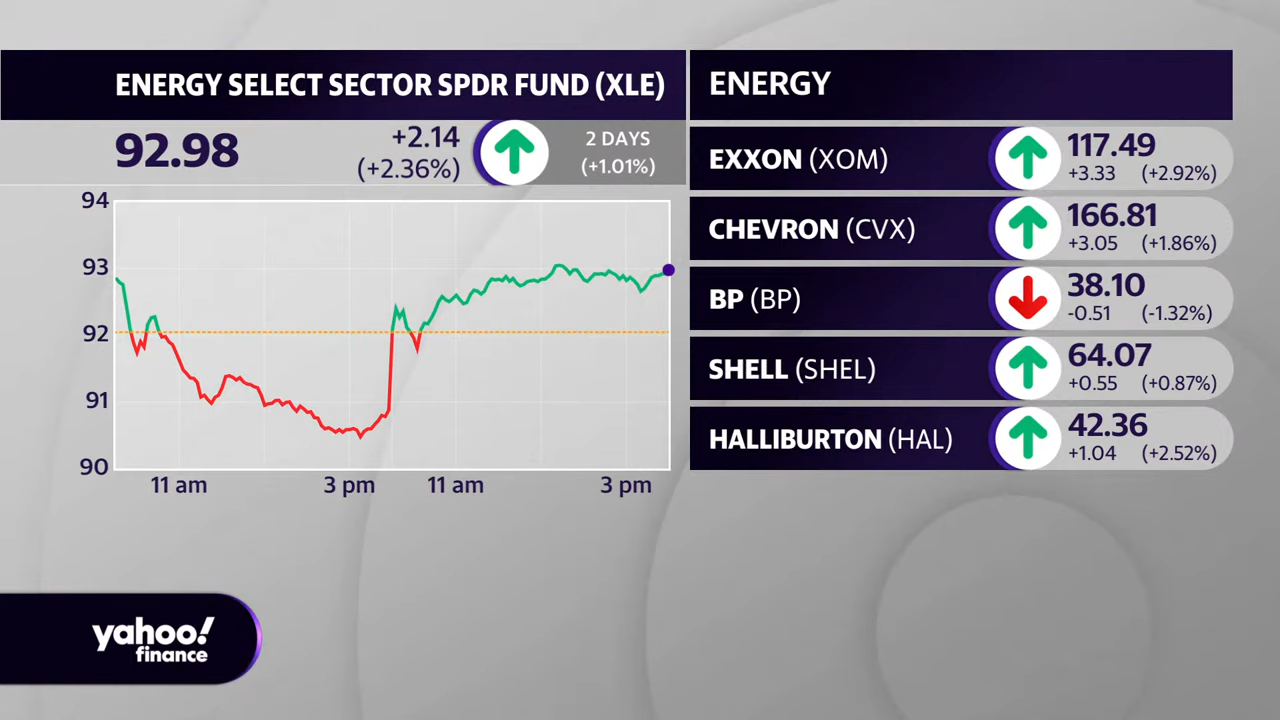 ENERGY SELECT SECTOR SPDR FUND (XLE)
92.98
+2.14
(+2.36%)
2 DAYS
(+1.01%)
94
93
92
91
90
11 am
3 pm
11 am
3 pm
ENERGY
EXXON (XOM)
117.49
+3.33 (+2.92%)
CHEVRON (CVX)
166.81
+3.05 (+1.86%)
BP (BP)
38.10
-0.51 (-1.32%)
SHELL (SHEL)
64.07
+0.55 (+0.87%)
HALLIBURTON (HAL)
42.36
+1.04 (+2.52%)
yahoo!
finance